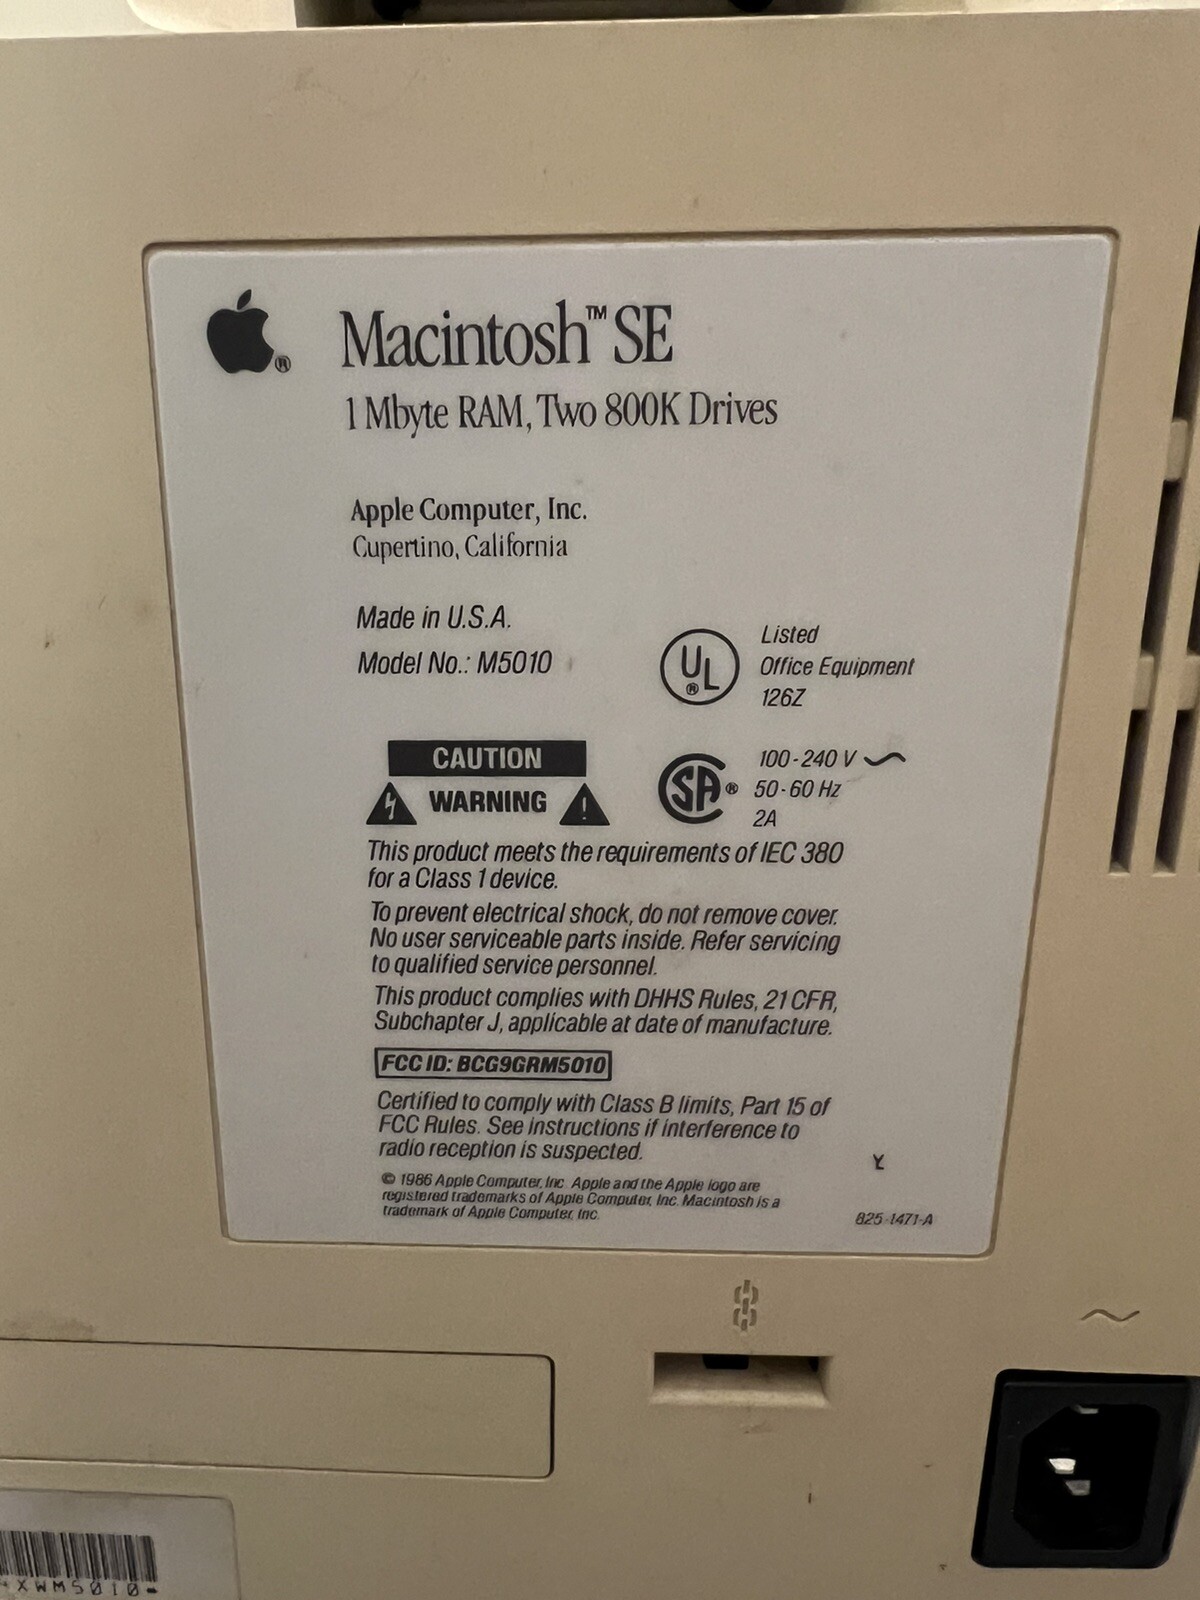 Macintosh™ SE
1 Mbyte RAM, Two 800K Drives
Apple Computer, Inc.
Cupertino, California
Made in U.S.A.
Model No.: M5010
UL®
Listed
Office Equipment
126Z
CAUTION
WARNING
SA®
100-240 V ~
50-60 Hz
2A
This product meets the requirements of IEC 380
for a Class 1 device.
To prevent electrical shock, do not remove cover.
No user serviceable parts inside. Refer servicing
to qualified service personnel.
This product complies with DHHS Rules, 21 CFR,
Subchapter J, applicable at date of manufacture.
FCC ID: BCG9GRM5010
Certified to comply with Class B limits, Part 15 of
FCC Rules. See instructions if interference to
radio reception is suspected.
Y
© 1986 Apple Computer, Inc. Apple and the Apple logo are
registered trademarks of Apple Computer, Inc. Macintosh is a
trademark of Apple Computer, Inc.
825-1471-A
XWM5010-